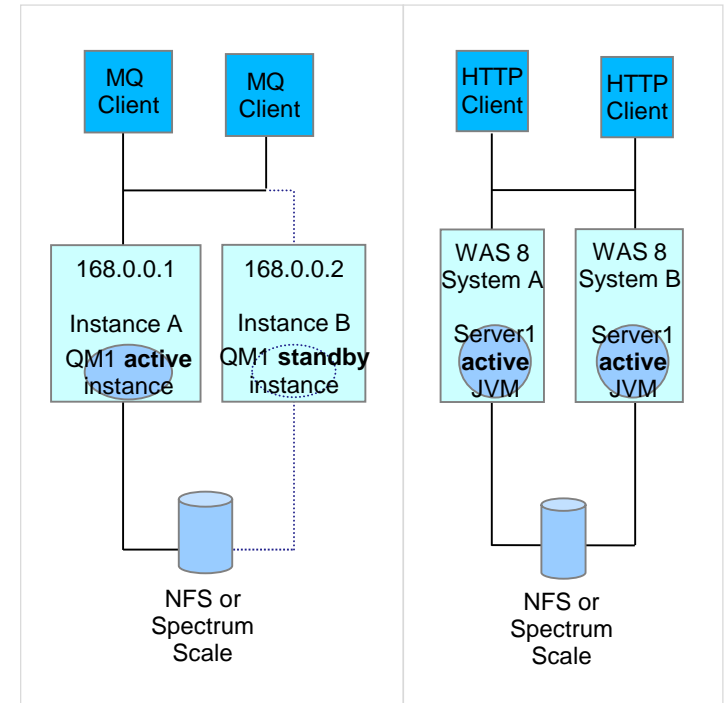 MQ
Client
MQ
Client
168.0.0.1
Instance A
QM1 active
instance
168.0.0.2
Instance B
QM1 standby
instance
NFS or
Spectrum
Scale
HTTP
Client
HTTP
Client
WAS 8
System A
Server1
active
JVM
WAS 8
System B
Server1
active
JVM
NFS or
Spectrum
Scale